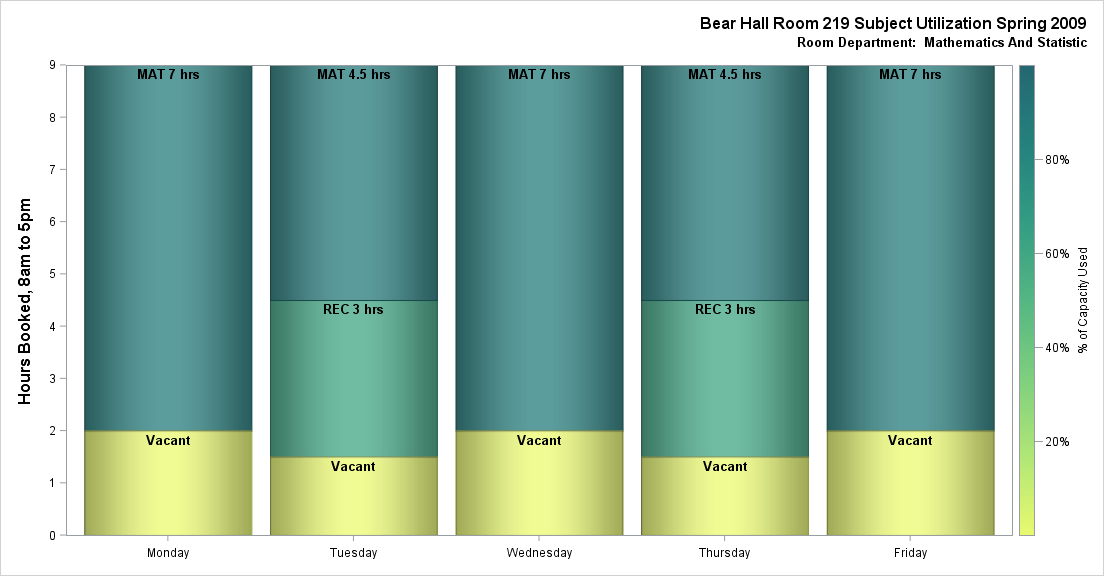 Bear Hall Room 219 Subject Utilization Spring 2009
Room Department: Mathematics And Statistic
Hours Booked, 8am to 5pm
9
8
7
6
5
4
3
2
1
0
MAT 7 hrs
Vacant
MAT 4.5 hrs
REC 3 hrs
Vacant
MAT 7 hrs
Vacant
MAT 4.5 hrs
REC 3 hrs
Vacant
MAT 7 hrs
Vacant
Monday
Tuesday
Wednesday
Thursday
Friday
80%
60%
40%
20%
% of Capacity Used